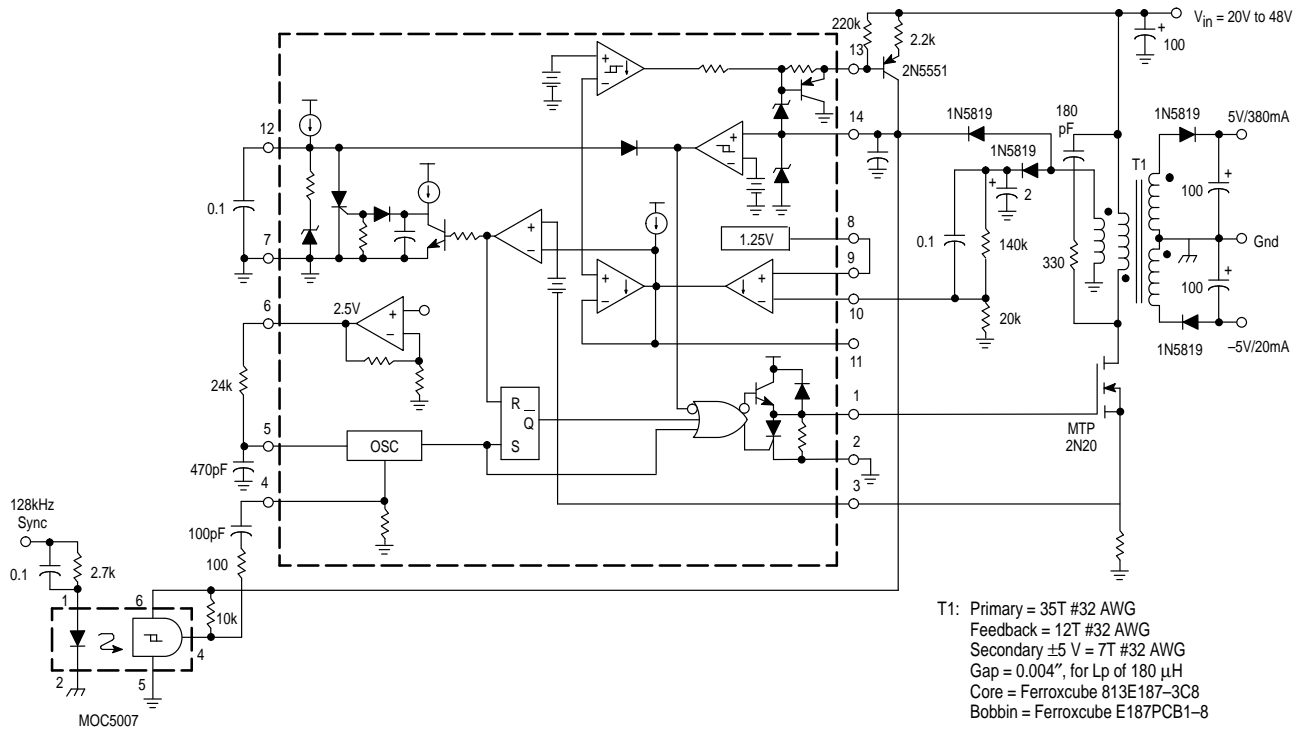 220k
2.2k
V_in = 20V to 48V
+
100
13
+
−
2N5551
12
14
1N5819
180
pF
1N5819
5V/380mA
+
−
1N5819
T1
0.1
+
2
100
+
8
1.25V
7
+
−
9
0.1
140k
330
Gnd
+
−
+
−
10
100
+
6
2.5V
+
−
20k
1N5819
–5V/20mA
11
24k
1
R
Q
S
MTP
2N20
5
OSC
2
470pF
4
3
128kHz
Sync
100pF
100
0.1
2.7k
1
6
10k
4
2
5
MOC5007
T1: Primary = 35T #32 AWG
Feedback = 12T #32 AWG
Secondary ±5 V = 7T #32 AWG
Gap = 0.004″, for Lp of 180 μH
Core = Ferroxcube 813E187–3C8
Bobbin = Ferroxcube E187PCB1–8